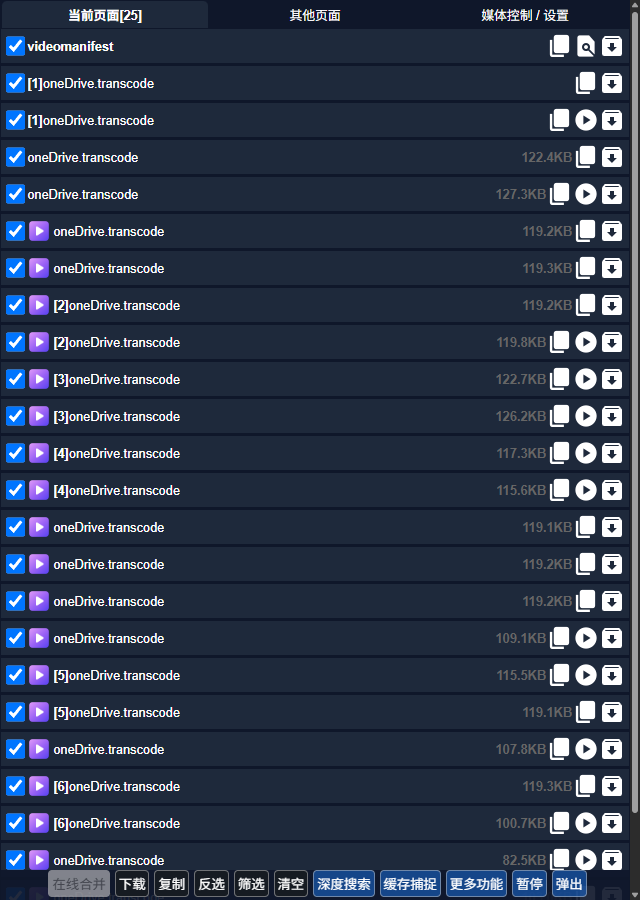 当前页面[25] 其他页面 媒体控制 / 设置
videomanifest
[1]oneDrive.transcode
[1]oneDrive.transcode
oneDrive.transcode 122.4KB
oneDrive.transcode 127.3KB
oneDrive.transcode 119.2KB
oneDrive.transcode 119.3KB
[2]oneDrive.transcode 119.2KB
[2]oneDrive.transcode 119.8KB
[3]oneDrive.transcode 122.7KB
[3]oneDrive.transcode 126.2KB
[4]oneDrive.transcode 117.3KB
[4]oneDrive.transcode 115.6KB
oneDrive.transcode 119.1KB
oneDrive.transcode 119.2KB
oneDrive.transcode 119.2KB
oneDrive.transcode 109.1KB
[5]oneDrive.transcode 115.5KB
[5]oneDrive.transcode 119.1KB
oneDrive.transcode 107.8KB
[6]oneDrive.transcode 119.3KB
[6]oneDrive.transcode 100.7KB
oneDrive.transcode 82.5KB
在线合并 下载 复制 反选 筛选 清空 深度搜索 缓存捕捉 更多功能 暂停 弹出